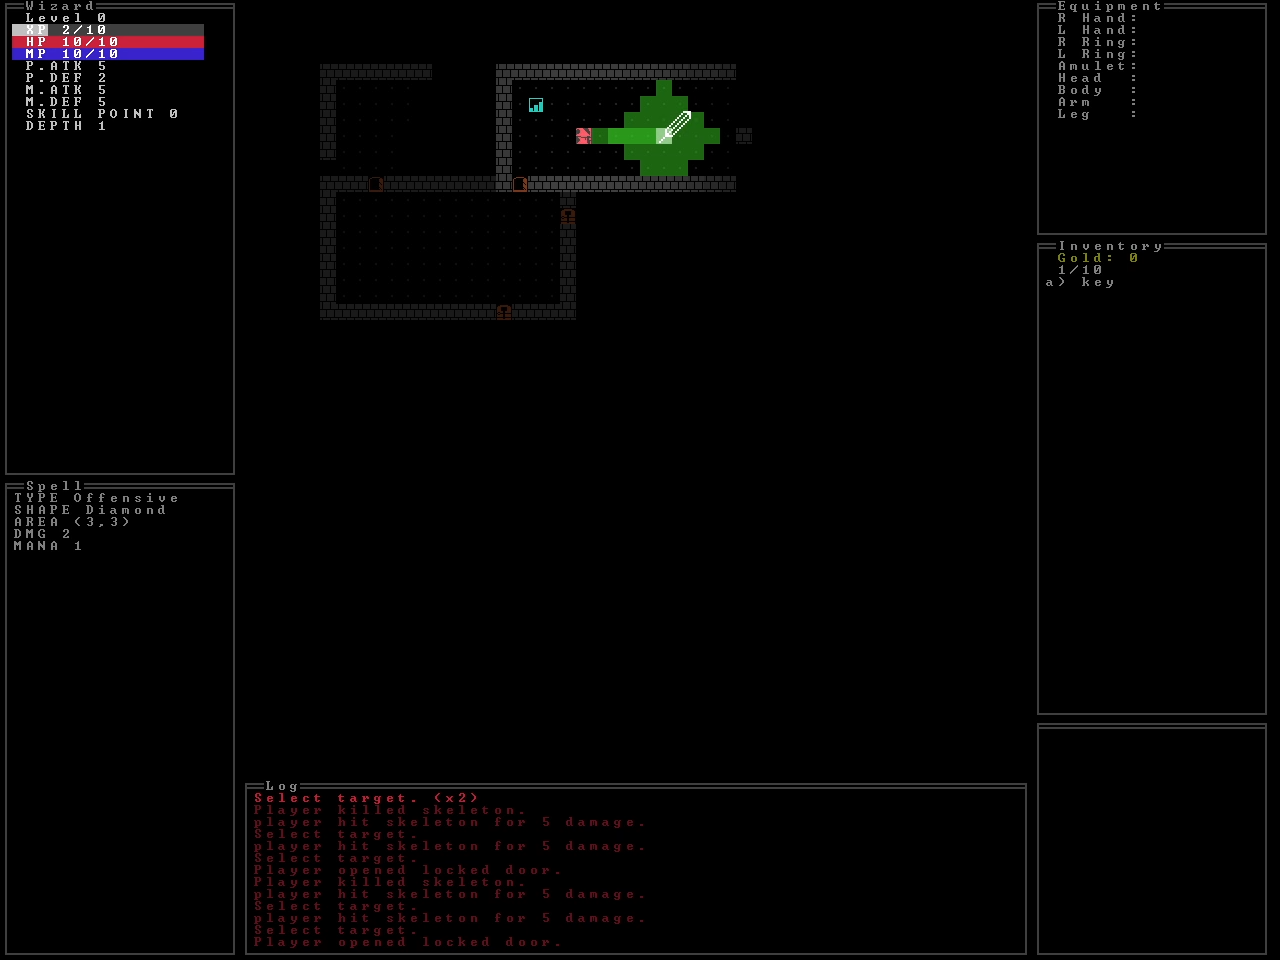 Wizard
Level 0
XP 2/10
HP 10/10
MP 10/10
P.ATK 5
P.DEF 2
M.ATK 5
M.DEF 5
SKILL POINT 0
DEPTH 1
Spell
TYPE Offensive
SHAPE Diamond
AREA (3,3)
DMG 2
MANA 1
Log
Select target. (x2)
Player killed skeleton.
player hit skeleton for 5 damage.
Select target.
player hit skeleton for 5 damage.
Select target.
Player opened locked door.
Player killed skeleton.
player hit skeleton for 5 damage.
Select target.
player hit skeleton for 5 damage.
Select target.
Player opened locked door.
Equipment
R Hand:
L Hand:
R Ring:
L Ring:
Amulet:
Head :
Body :
Arm :
Leg :
Inventory
Gold: 0
1/10
a) key